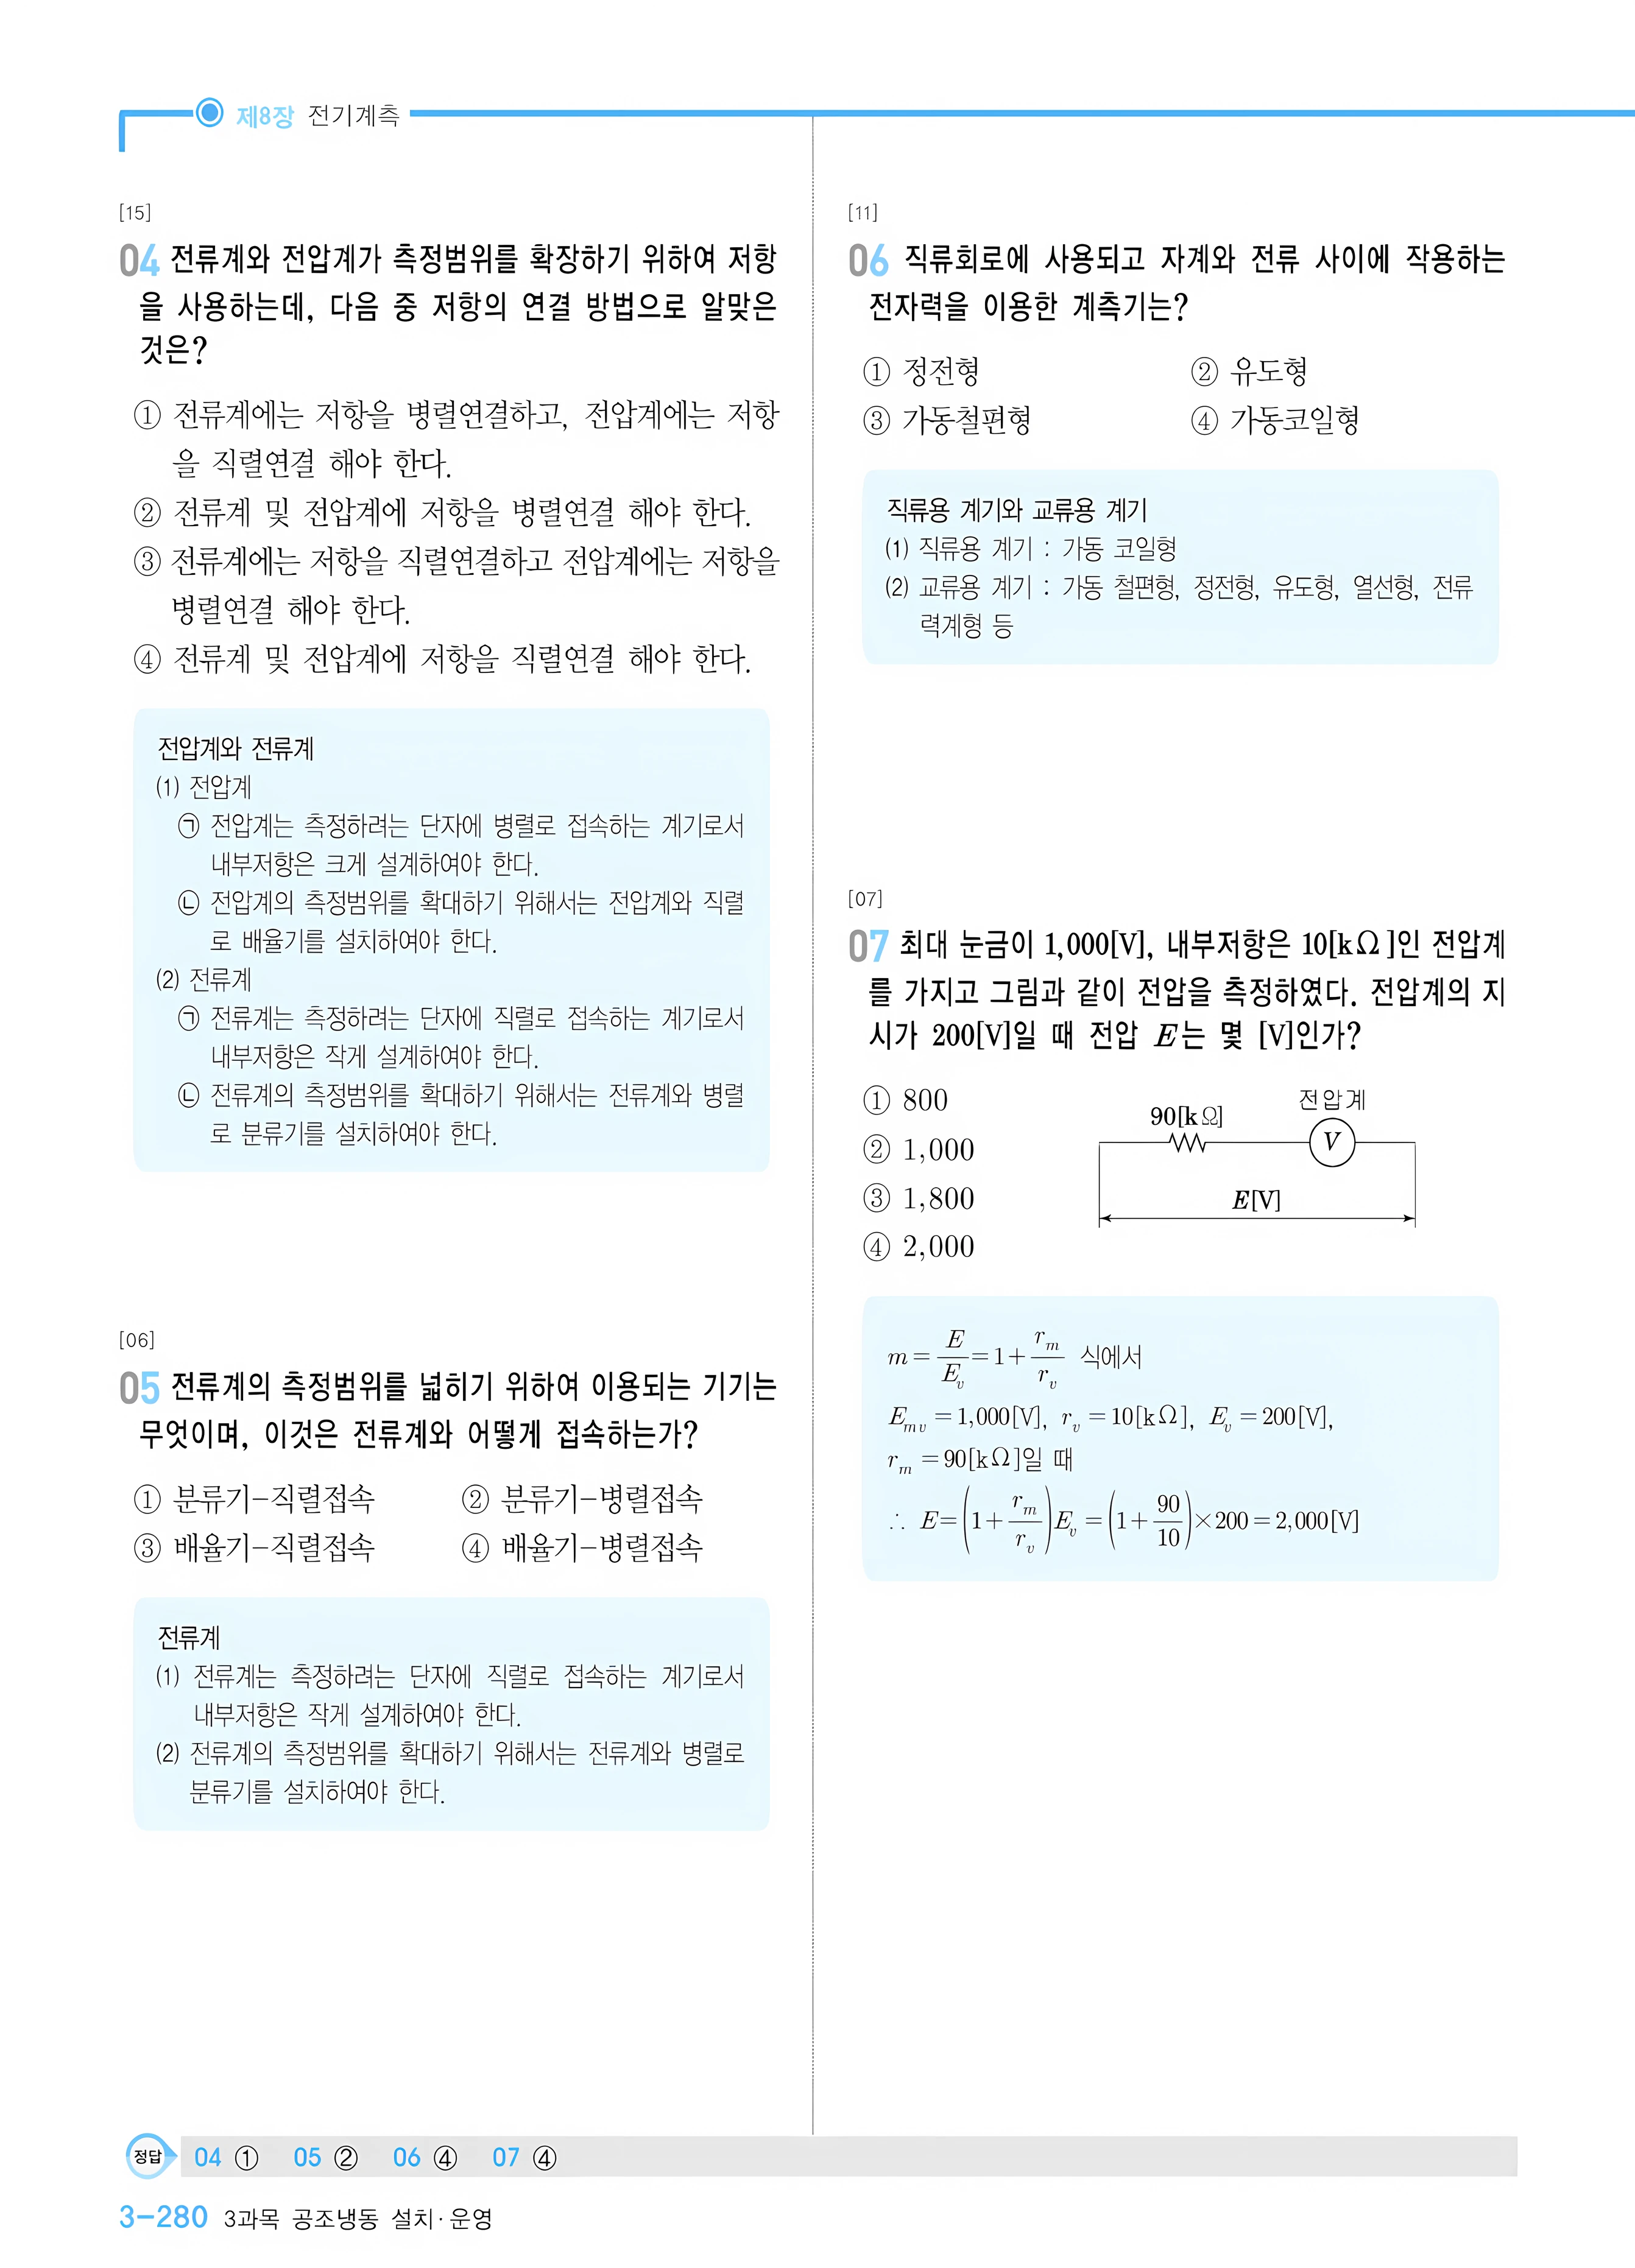 제8장 전기계측
[15]
04 전류계와 전압계가 측정범위를 확장하기 위하여 저항
을 사용하는데, 다음 중 저항의 연결 방법으로 알맞은
것은?
① 전류계에는 저항을 병렬연결하고, 전압계에는 저항
을 직렬연결 해야 한다.
② 전류계 및 전압계에 저항을 병렬연결 해야 한다.
③ 전류계에는 저항을 직렬연결하고 전압계에는 저항을
병렬연결 해야 한다.
④ 전류계 및 전압계에 저항을 직렬연결 해야 한다.
전압계와 전류계
(1) 전압계
㉠ 전압계는 측정하려는 단자에 병렬로 접속하는 계기로서
내부저항은 크게 설계하여야 한다.
㉡ 전압계의 측정범위를 확대하기 위해서는 전압계와 직렬
로 배율기를 설치하여야 한다.
(2) 전류계
㉠ 전류계는 측정하려는 단자에 직렬로 접속하는 계기로서
내부저항은 작게 설계하여야 한다.
㉡ 전류계의 측정범위를 확대하기 위해서는 전류계와 병렬
로 분류기를 설치하여야 한다.
[06]
05 전류계의 측정범위를 넓히기 위하여 이용되는 기기는
무엇이며, 이것은 전류계와 어떻게 접속하는가?
① 분류기-직렬접속 ② 분류기-병렬접속
③ 배율기-직렬접속 ④ 배율기-병렬접속
전류계
(1) 전류계는 측정하려는 단자에 직렬로 접속하는 계기로서
내부저항은 작게 설계하여야 한다.
(2) 전류계의 측정범위를 확대하기 위해서는 전류계와 병렬로
분류기를 설치하여야 한다.
[11]
06 직류회로에 사용되고 자계와 전류 사이에 작용하는
전자력을 이용한 계측기는?
① 정전형 ② 유도형
③ 가동철편형 ④ 가동코일형
직류용 계기와 교류용 계기
(1) 직류용 계기 : 가동 코일형
(2) 교류용 계기 : 가동 철편형, 정전형, 유도형, 열선형, 전류
력계형 등
[07]
07 최대 눈금이 1,000[V], 내부저항은 10[kΩ]인 전압계
를 가지고 그림과 같이 전압을 측정하였다. 전압계의 지
시가 200[V]일 때 전압 E는 몇 [V]인가?
① 800
② 1,000
③ 1,800
④ 2,000
전압계
90[kΩ]
V
E[V]
m = E/E_v = 1 + r_m/r_v 식에서
E_mv = 1,000[V], r_v = 10[kΩ], E_v = 200[V],
r_m = 90[kΩ]일 때
∴ E = (1 + r_m/r_v)E_v = (1 + 90/10)×200 = 2,000[V]
정답 04 ① 05 ② 06 ④ 07 ④
3-280 3과목 공조냉동 설치·운영